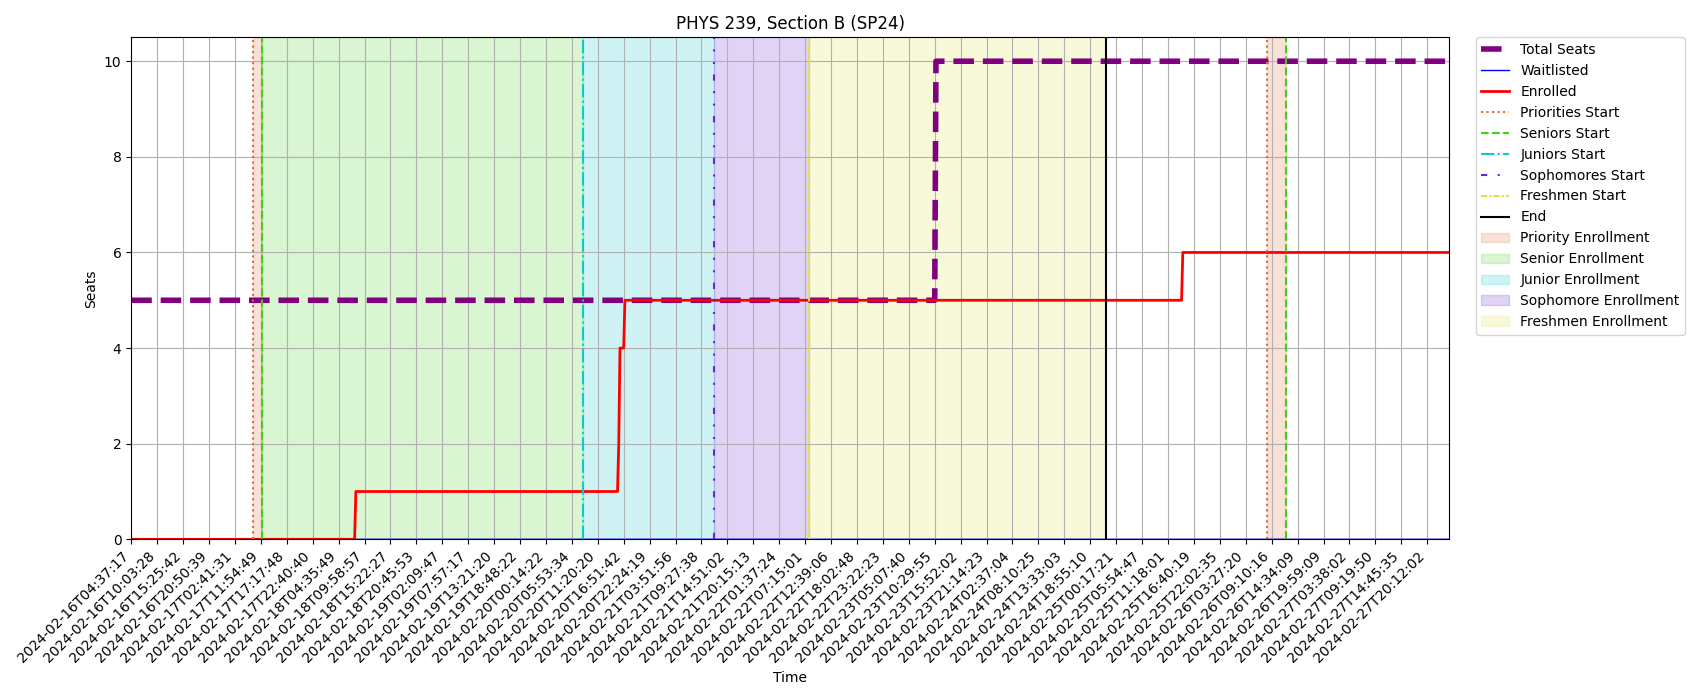 PHYS 239, Section B (SP24)
Seats
10
8
6
4
2
0
2024-02-16T04:37:17
2024-02-16T10:03:28
2024-02-16T15:25:42
2024-02-16T20:50:39
2024-02-17T02:41:31
2024-02-17T11:54:49
2024-02-17T17:17:48
2024-02-17T22:40:40
2024-02-18T04:35:49
2024-02-18T09:58:57
2024-02-18T15:22:27
2024-02-18T20:45:53
2024-02-19T02:09:47
2024-02-19T07:57:17
2024-02-19T13:21:20
2024-02-19T18:48:22
2024-02-20T00:14:22
2024-02-20T05:53:34
2024-02-20T11:20:20
2024-02-20T16:51:42
2024-02-20T22:24:19
2024-02-21T03:51:56
2024-02-21T09:27:38
2024-02-21T14:51:02
2024-02-21T20:15:13
2024-02-22T01:37:24
2024-02-22T07:15:01
2024-02-22T12:39:06
2024-02-22T18:02:48
2024-02-22T23:22:23
2024-02-23T05:07:40
2024-02-23T10:29:55
2024-02-23T15:52:02
2024-02-23T21:14:23
2024-02-24T02:37:04
2024-02-24T08:10:25
2024-02-24T13:33:03
2024-02-24T18:55:10
2024-02-25T00:17:21
2024-02-25T05:54:47
2024-02-25T11:18:01
2024-02-25T16:40:19
2024-02-25T22:02:35
2024-02-26T03:27:20
2024-02-26T09:10:16
2024-02-26T14:34:09
2024-02-26T19:59:09
2024-02-27T03:38:02
2024-02-27T09:19:50
2024-02-27T14:45:35
2024-02-27T20:12:02
Time
Total Seats
Waitlisted
Enrolled
Priorities Start
Seniors Start
Juniors Start
Sophomores Start
Freshmen Start
End
Priority Enrollment
Senior Enrollment
Junior Enrollment
Sophomore Enrollment
Freshmen Enrollment